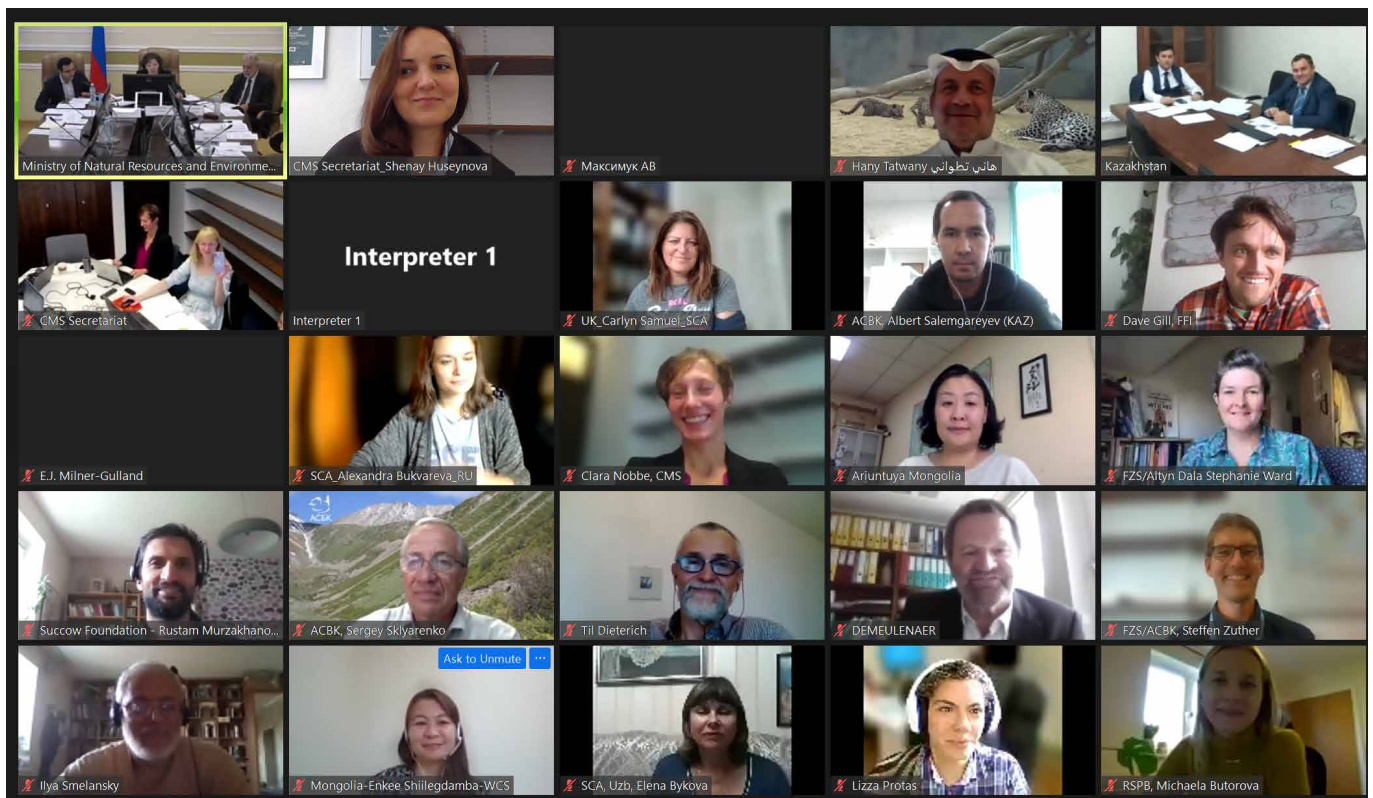 Ministry of Natural Resources and Environme...
CMS Secretariat_Shenay Huseynova
Максимук АВ
Hany Tatwany هاني تطواني
Kazakhstan
CMS Secretariat
Interpreter 1
Interpreter 1
UK_Carlyn Samuel_SCA
ACBK, Albert Salemgareyev (KAZ)
Dave Gill, FFI
E.J. Milner-Gulland
SCA_Alexandra Bukvareva_RU
Clara Nobbe, CMS
Ariuntuya Mongolia
FZS/Altyn Dala Stephanie Ward
ACBK
Succow Foundation - Rustam Murzakhano...
ACBK, Sergey Sklyarenko
Til Dieterich
DEMEULENAER
FZS/ACBK, Steffen Zuther
Ask to Unmute ...
Ilya Smelansky
Mongolia-Enkee Shiilegdamba-WCS
SCA, Uzb, Elena Bykova
Lizza Protas
RSPB, Michaela Butorova